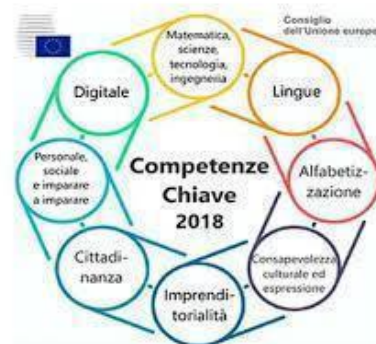 Consiglio
dell'Unione europea
Matematica,
scienze,
tecnologia,
ingegneria
Lingue
Alfabetiz-
zazione
Consapevolezza
culturale ed
espressione
Imprendi-
torialità
Cittadi-
nanza
Personale,
sociale
e imparare
a imparare
Digitale
Competenze
Chiave
2018